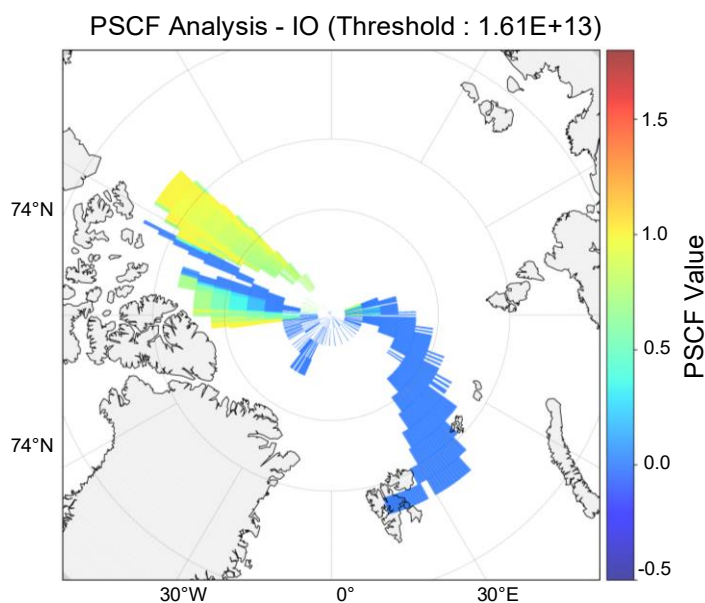 PSCF Analysis - IO (Threshold : 1.61E+13)
74°N
74°N
30°W
0°
30°E
1.5
1.0
0.5
0.0
-0.5
PSCF Value